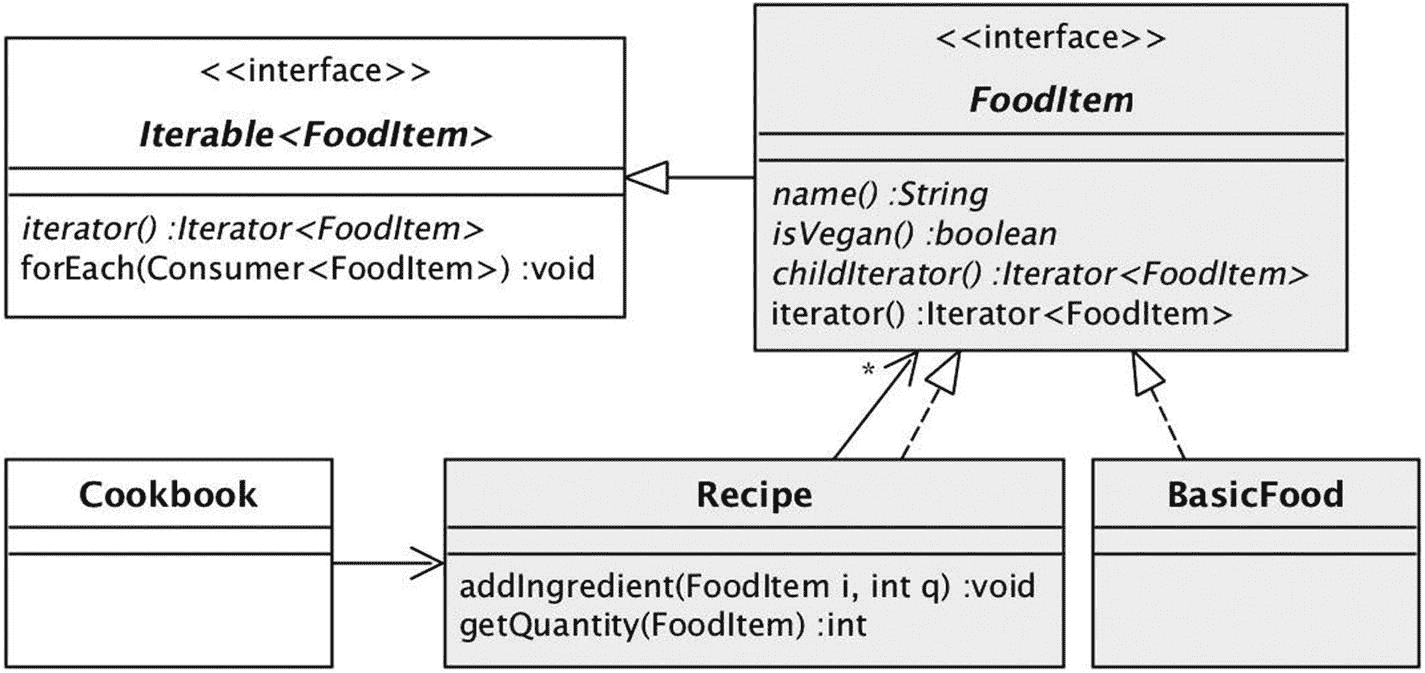 <<interface>>
Iterable<FoodItem>
iterator() :Iterator<FoodItem>
forEach(Consumer<FoodItem>) :void
<<interface>>
FoodItem
name() :String
isVegan() :boolean
childIterator() :Iterator<FoodItem>
iterator() :Iterator<FoodItem>
*
Cookbook
Recipe
addIngredient(FoodItem i, int q) :void
getQuantity(FoodItem) :int
BasicFood